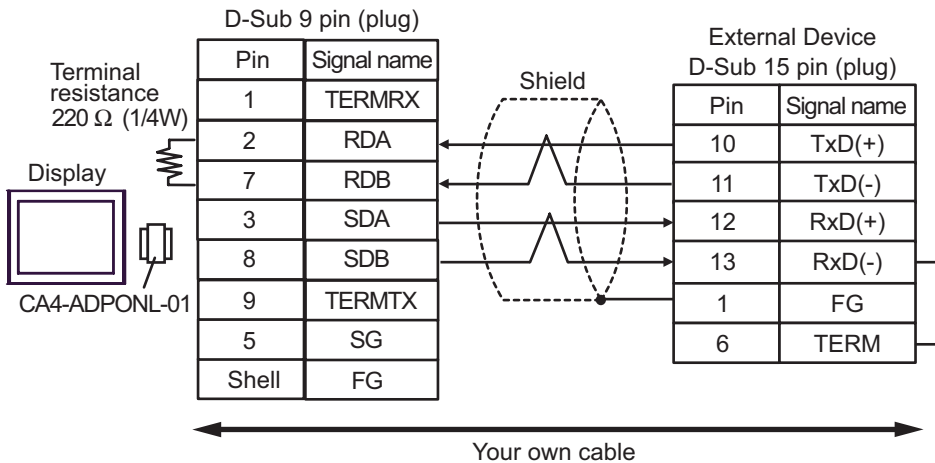 D-Sub 9 pin (plug)
Pin Signal name
1 TERMRX
2 RDA
7 RDB
3 SDA
8 SDB
9 TERMTX
5 SG
Shell FG
Terminal
resistance
220 Ω (1/4W)
Display
CA4-ADPONL-01
Shield
External Device
D-Sub 15 pin (plug)
Pin Signal name
10 TxD(+)
11 TxD(-)
12 RxD(+)
13 RxD(-)
1 FG
6 TERM
Your own cable